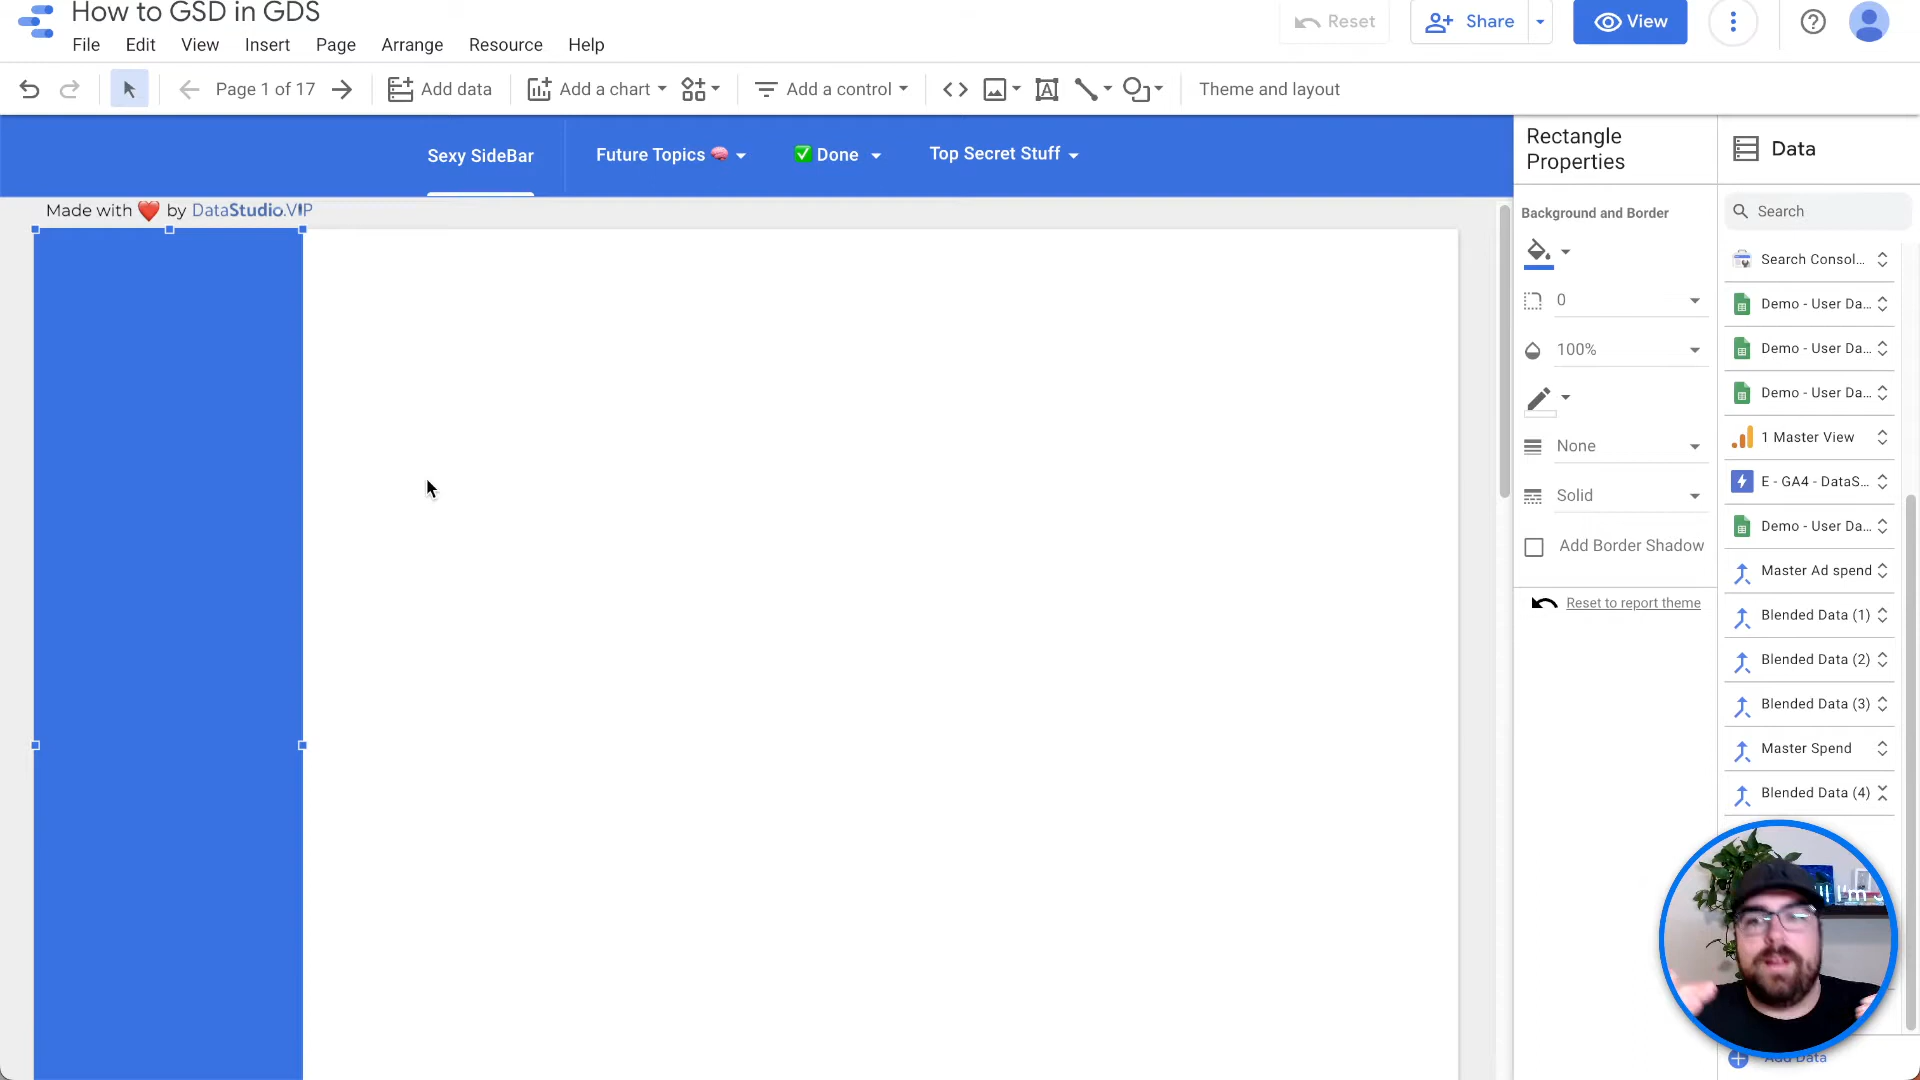 How to GSD in GDS
Reset
Share
View
File Edit View Insert Page Arrange Resource Help
Page 1 of 17
Add data
Add a chart
Add a control
Theme and layout
Sexy SideBar
Future Topics 🧠
✅ Done
Top Secret Stuff
Made with ❤️ by DataStudio.VIP
Rectangle
Properties
Background and Border
0
100%
None
Solid
Add Border Shadow
Reset to report theme
Data
Search
Search Consol...
Demo - User Da...
Demo - User Da...
Demo - User Da...
1 Master View
E - GA4 - DataS...
Demo - User Da...
Master Ad spend
Blended Data (1)
Blended Data (2)
Blended Data (3)
Master Spend
Blended Data (4)
Add Data